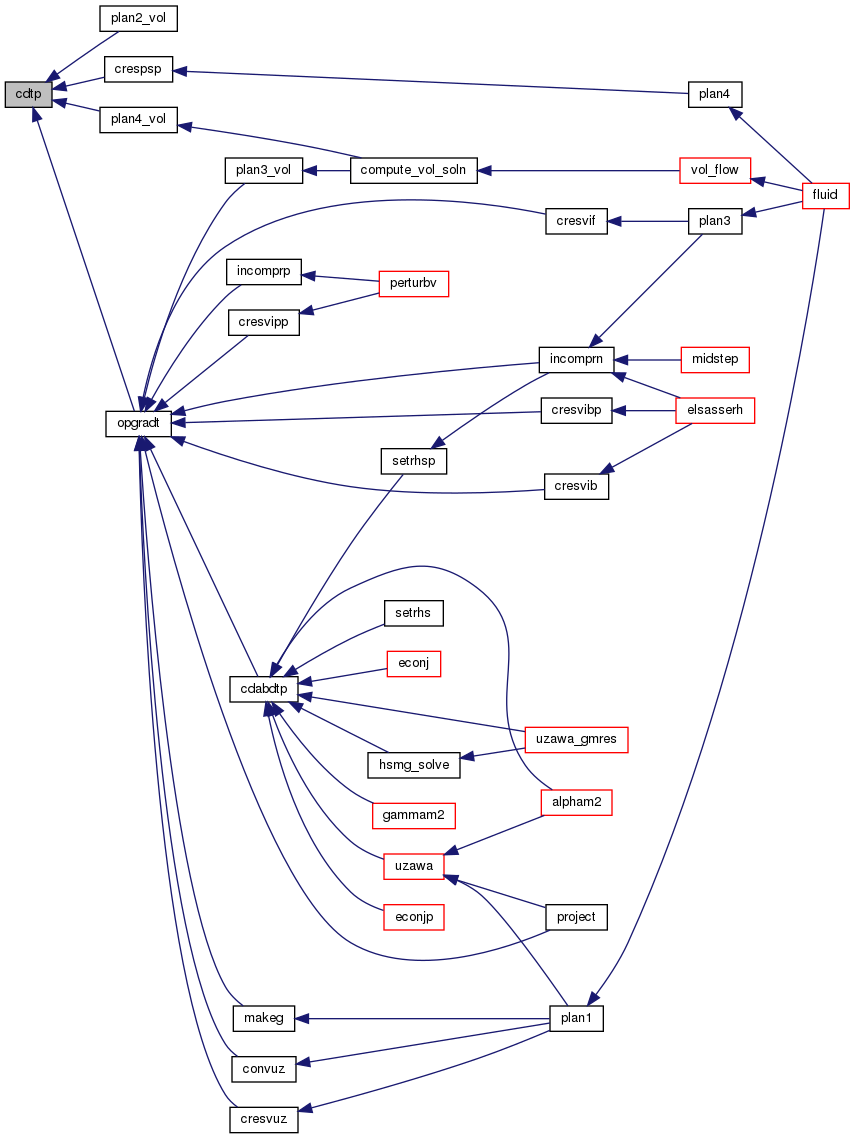 plan2_vol
crespsp
cdtp
plan4
plan4_vol
plan3_vol
compute_vol_soln
vol_flow
fluid
cresvif
plan3
incomprp
perturbv
cresvipp
incomprn
midstep
cresvibp
elsasserh
opgradt
setrhsp
cresvib
setrhs
econj
cdabdtp
uzawa_gmres
hsmg_solve
alpham2
gammam2
uzawa
econjp
project
makeg
plan1
convuz
cresvuz